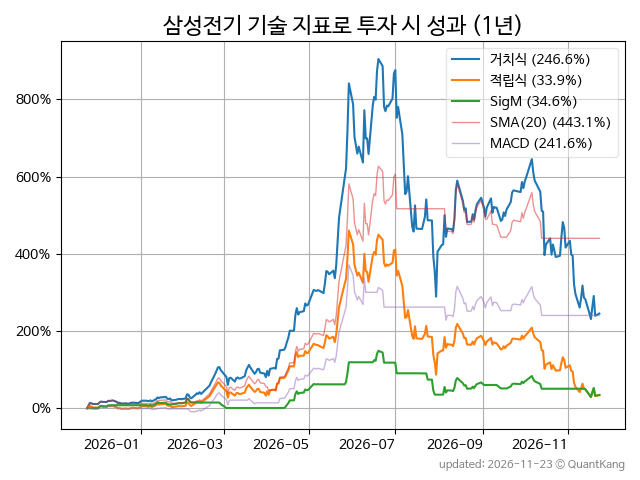 삼성전기 기술 지표로 투자 시 성과 (1년)
거치식 (246.6%)
적립식 (33.9%)
SigM (34.6%)
SMA(20) (443.1%)
MACD (241.6%)
800%
600%
400%
200%
0%
2026-01 2026-03 2026-05 2026-07 2026-09 2026-11
updated: 2026-11-23 © QuantKang